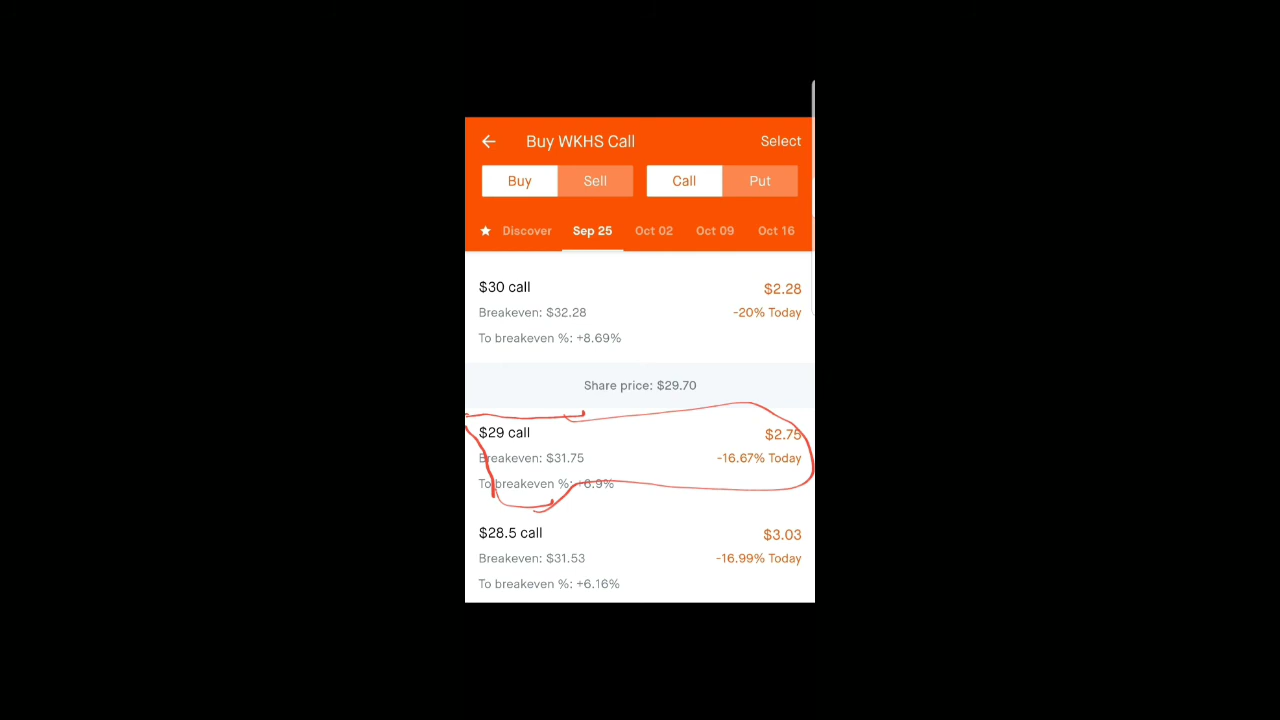 Buy WKHS Call Select
Buy Sell Call Put
Discover Sep 25 Oct 02 Oct 09 Oct 16
$30 call $2.28
Breakeven: $32.28 -20% Today
To breakeven %: +8.69%
Share price: $29.70
$29 call $2.75
Breakeven: $31.75 -16.67% Today
To breakeven %: +6.9%
$28.5 call $3.03
Breakeven: $31.53 -16.99% Today
To breakeven %: +6.16%